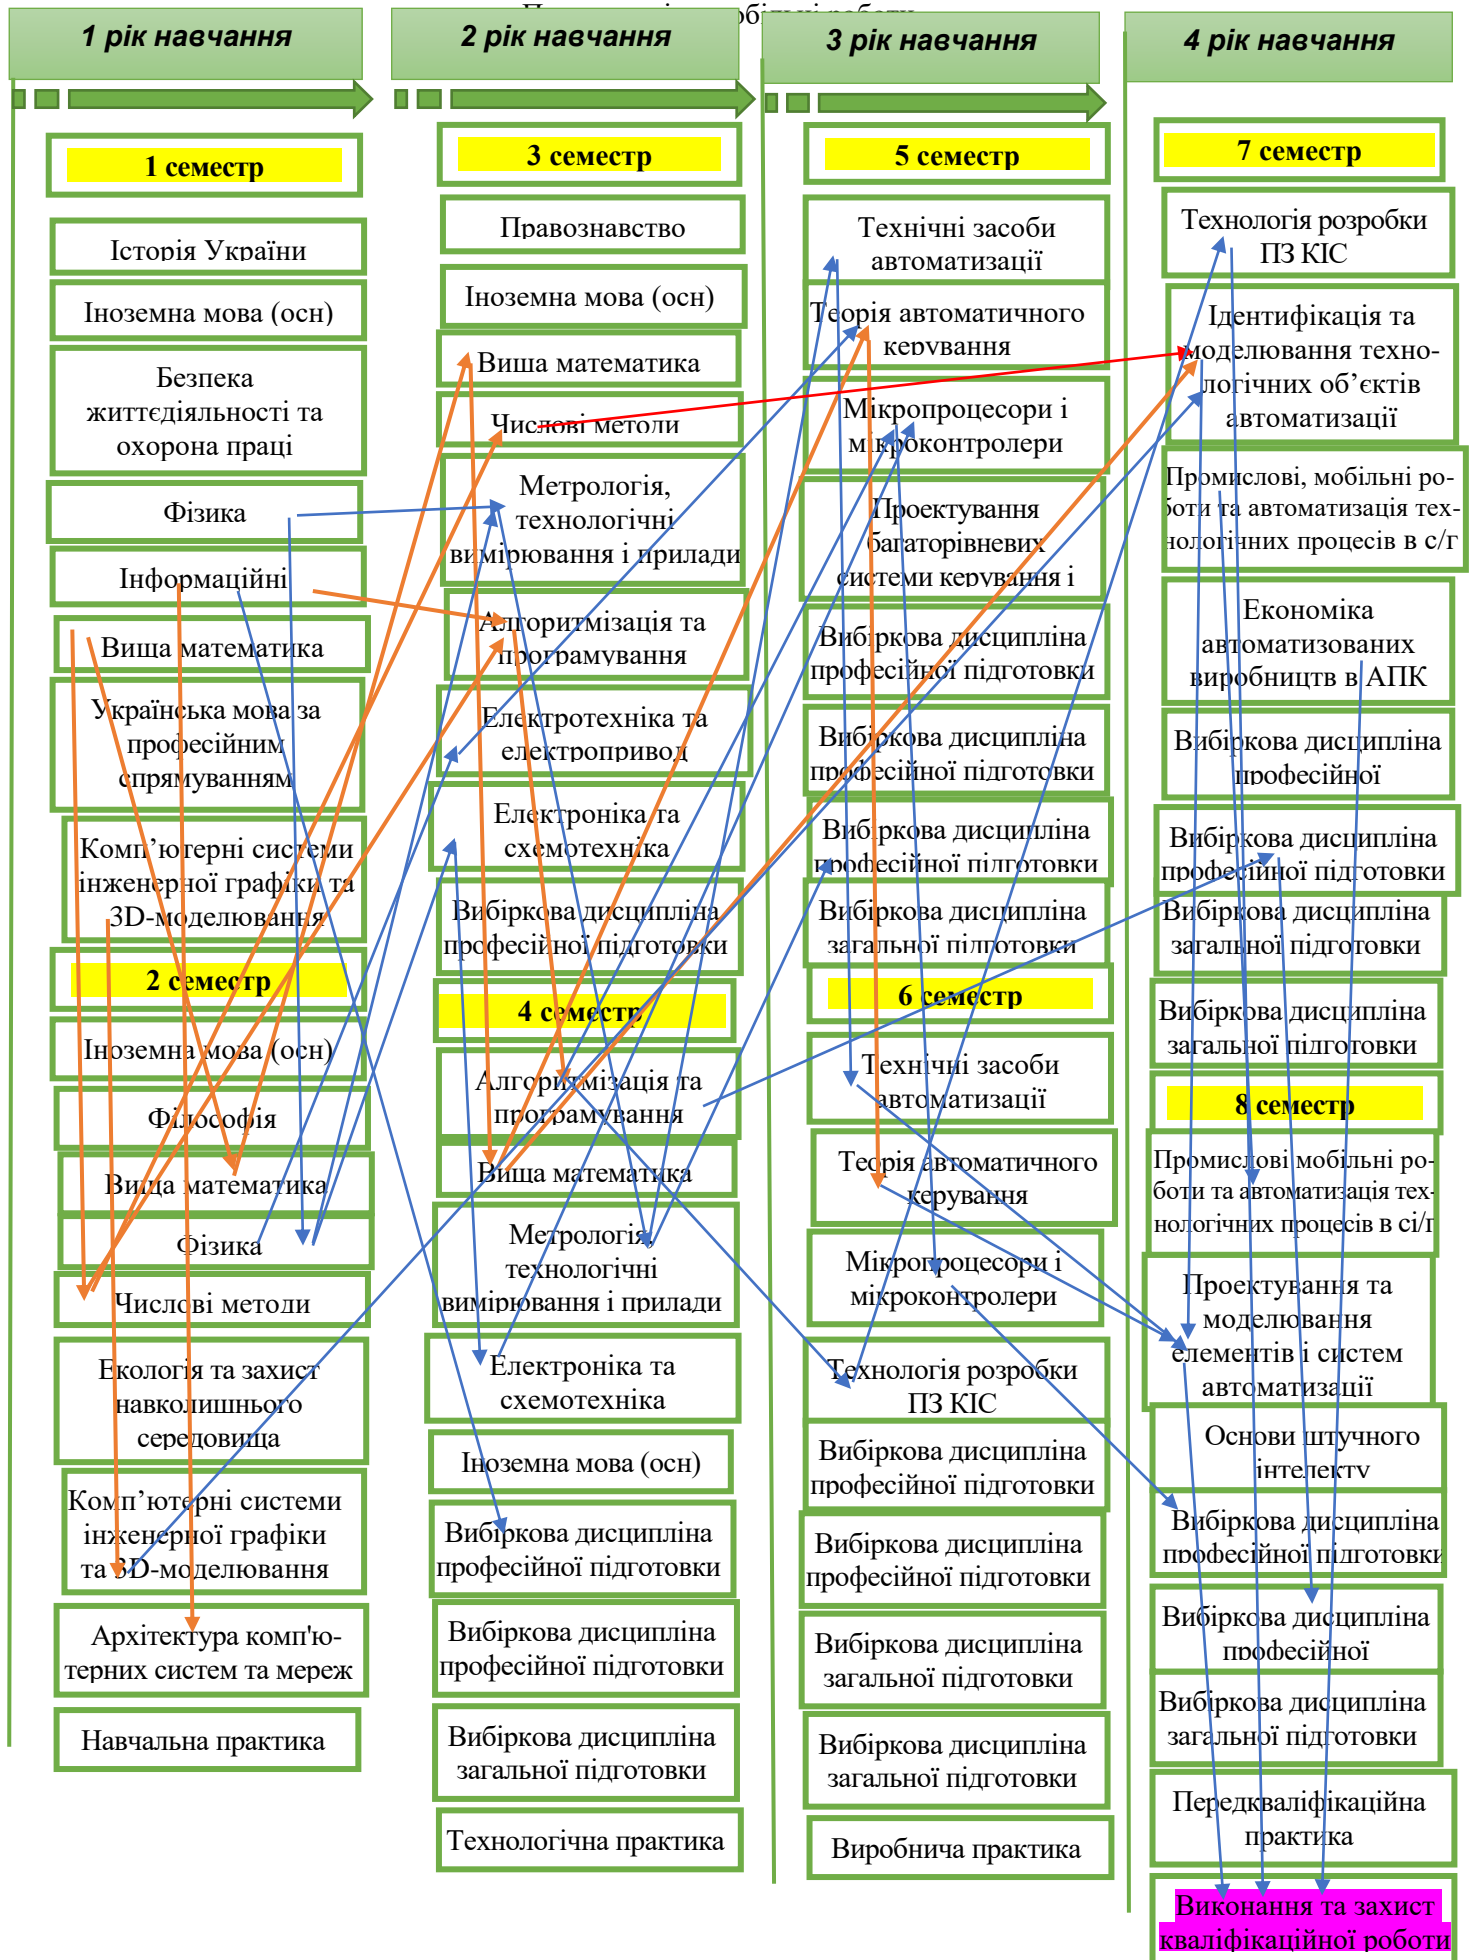 1 рік навчання
1 семестр
Історія України
Іноземна мова (осн)
Безпека
життєдіяльності та
охорона праці
Фізика
Інформаційні
Вища математика
Українська мова за
професійним
спрямуванням
Комп’ютерні системи
інженерної графіки та
3D-моделювання
2 семестр
Іноземна мова (осн)
Філософія
Вища математика
Фізика
Числові методи
Екологія та захист
навколишнього
середовища
Комп’ютерні системи
інженерної графіки
та 3D-моделювання
Архітектура комп'ю-
терних систем та мереж
Навчальна практика
2 рік навчання
3 семестр
Правознавство
Іноземна мова (осн)
Вища математика
Числові методи
Метрологія,
технологічні
вимірювання і прилади
Алгоритмізація та
програмування
Електротехніка та
електропривод
Електроніка та
схемотехніка
Вибіркова дисципліна
професійної підготовки
4 семестр
Алгоритмізація та
програмування
Вища математика
Метрологія,
технологічні
вимірювання і прилади
Електроніка та
схемотехніка
Іноземна мова (осн)
Вибіркова дисципліна
професійної підготовки
Вибіркова дисципліна
професійної підготовки
Вибіркова дисципліна
загальної підготовки
Технологічна практика
3 рік навчання
5 семестр
Технічні засоби
автоматизації
Теорія автоматичного
керування
Мікропроцесори і
мікроконтролери
Проектування
багаторівневих
системи керування і
Вибіркова дисципліна
професійної підготовки
Вибіркова дисципліна
професійної підготовки
Вибіркова дисципліна
професійної підготовки
Вибіркова дисципліна
загальної підготовки
6 семестр
Технічні засоби
автоматизації
Теорія автоматичного
керування
Мікропроцесори і
мікроконтролери
Технологія розробки
ПЗ КІС
Вибіркова дисципліна
професійної підготовки
Вибіркова дисципліна
професійної підготовки
Вибіркова дисципліна
загальної підготовки
Вибіркова дисципліна
загальної підготовки
Виробнича практика
4 рік навчання
7 семестр
Технологія розробки
ПЗ КІС
Ідентифікація та
моделювання техно-
логічних об’єктів
автоматизації
Промислові, мобільні ро-
боти та автоматизація тех-
нологічних процесів в с/г
Економіка
автоматизованих
виробництв в АПК
Вибіркова дисципліна
професійної
Вибіркова дисципліна
професійної підготовки
Вибіркова дисципліна
загальної підготовки
Вибіркова дисципліна
загальної підготовки
8 семестр
Промислові мобільні ро-
боти та автоматизація тех-
нологічних процесів в сі/г
Проектування та
моделювання
елементів і систем
автоматизації
Основи штучного
інтелекту
Вибіркова дисципліна
професійної підготовки
Вибіркова дисципліна
професійної
Вибіркова дисципліна
загальної підготовки
Передкваліфікаційна
практика
Виконання та захист
кваліфікаційної роботи